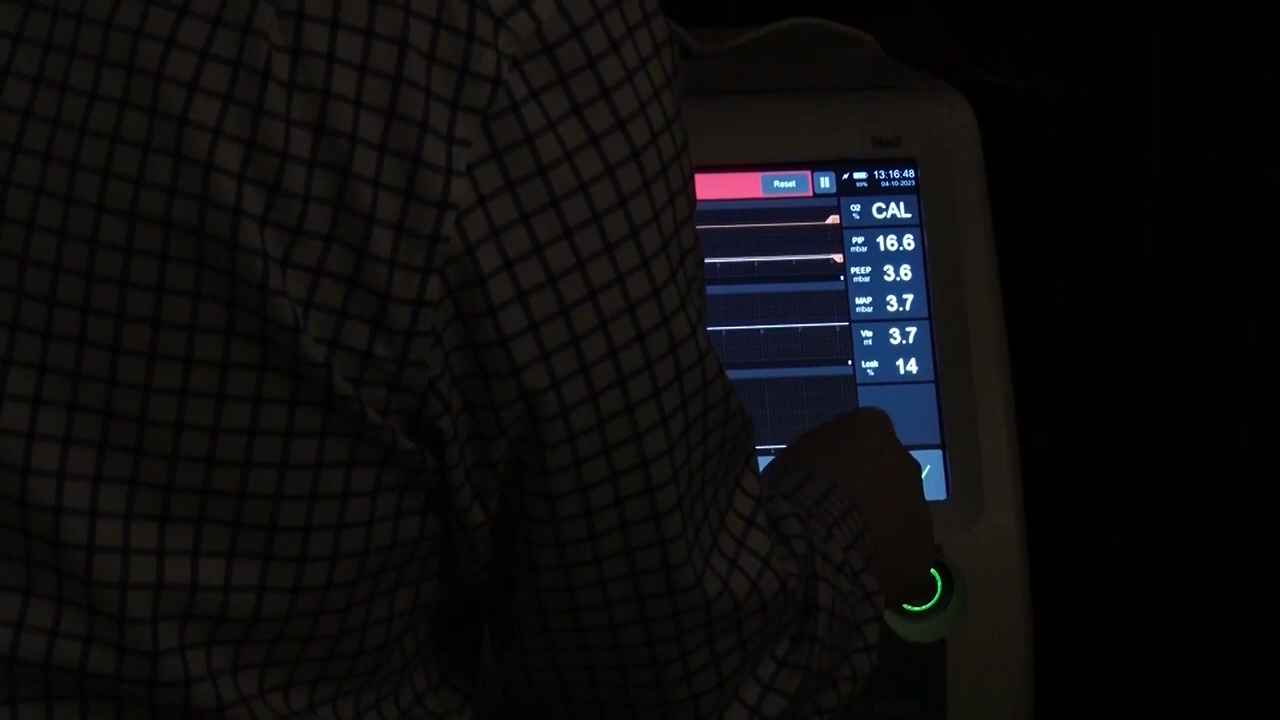 Reset
13:16:48
99%
04-10-2023
O2
%
CAL
PIP
mbar
16.6
PEEP
mbar
3.6
MAP
mbar
3.7
Vte
ml
3.7
Leak
%
14